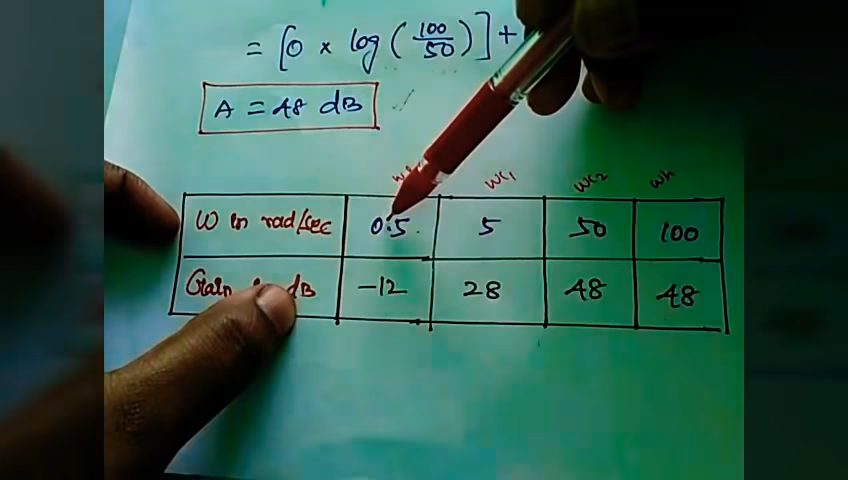 = [0 × log (100/50)] +
A = 48 dB
wc1 wc2 wh
W in rad/sec 0.5 5 50 100
Gain dB -12 28 48 48